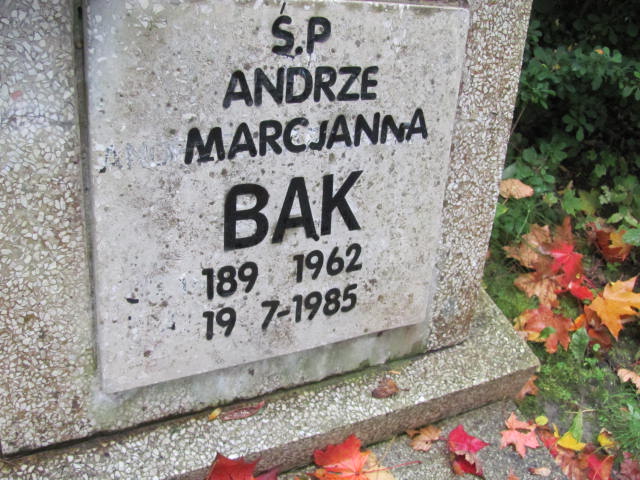 Ś.P
ANDRZE
MARCJANNA
BAK
189 1962
19 7-1985